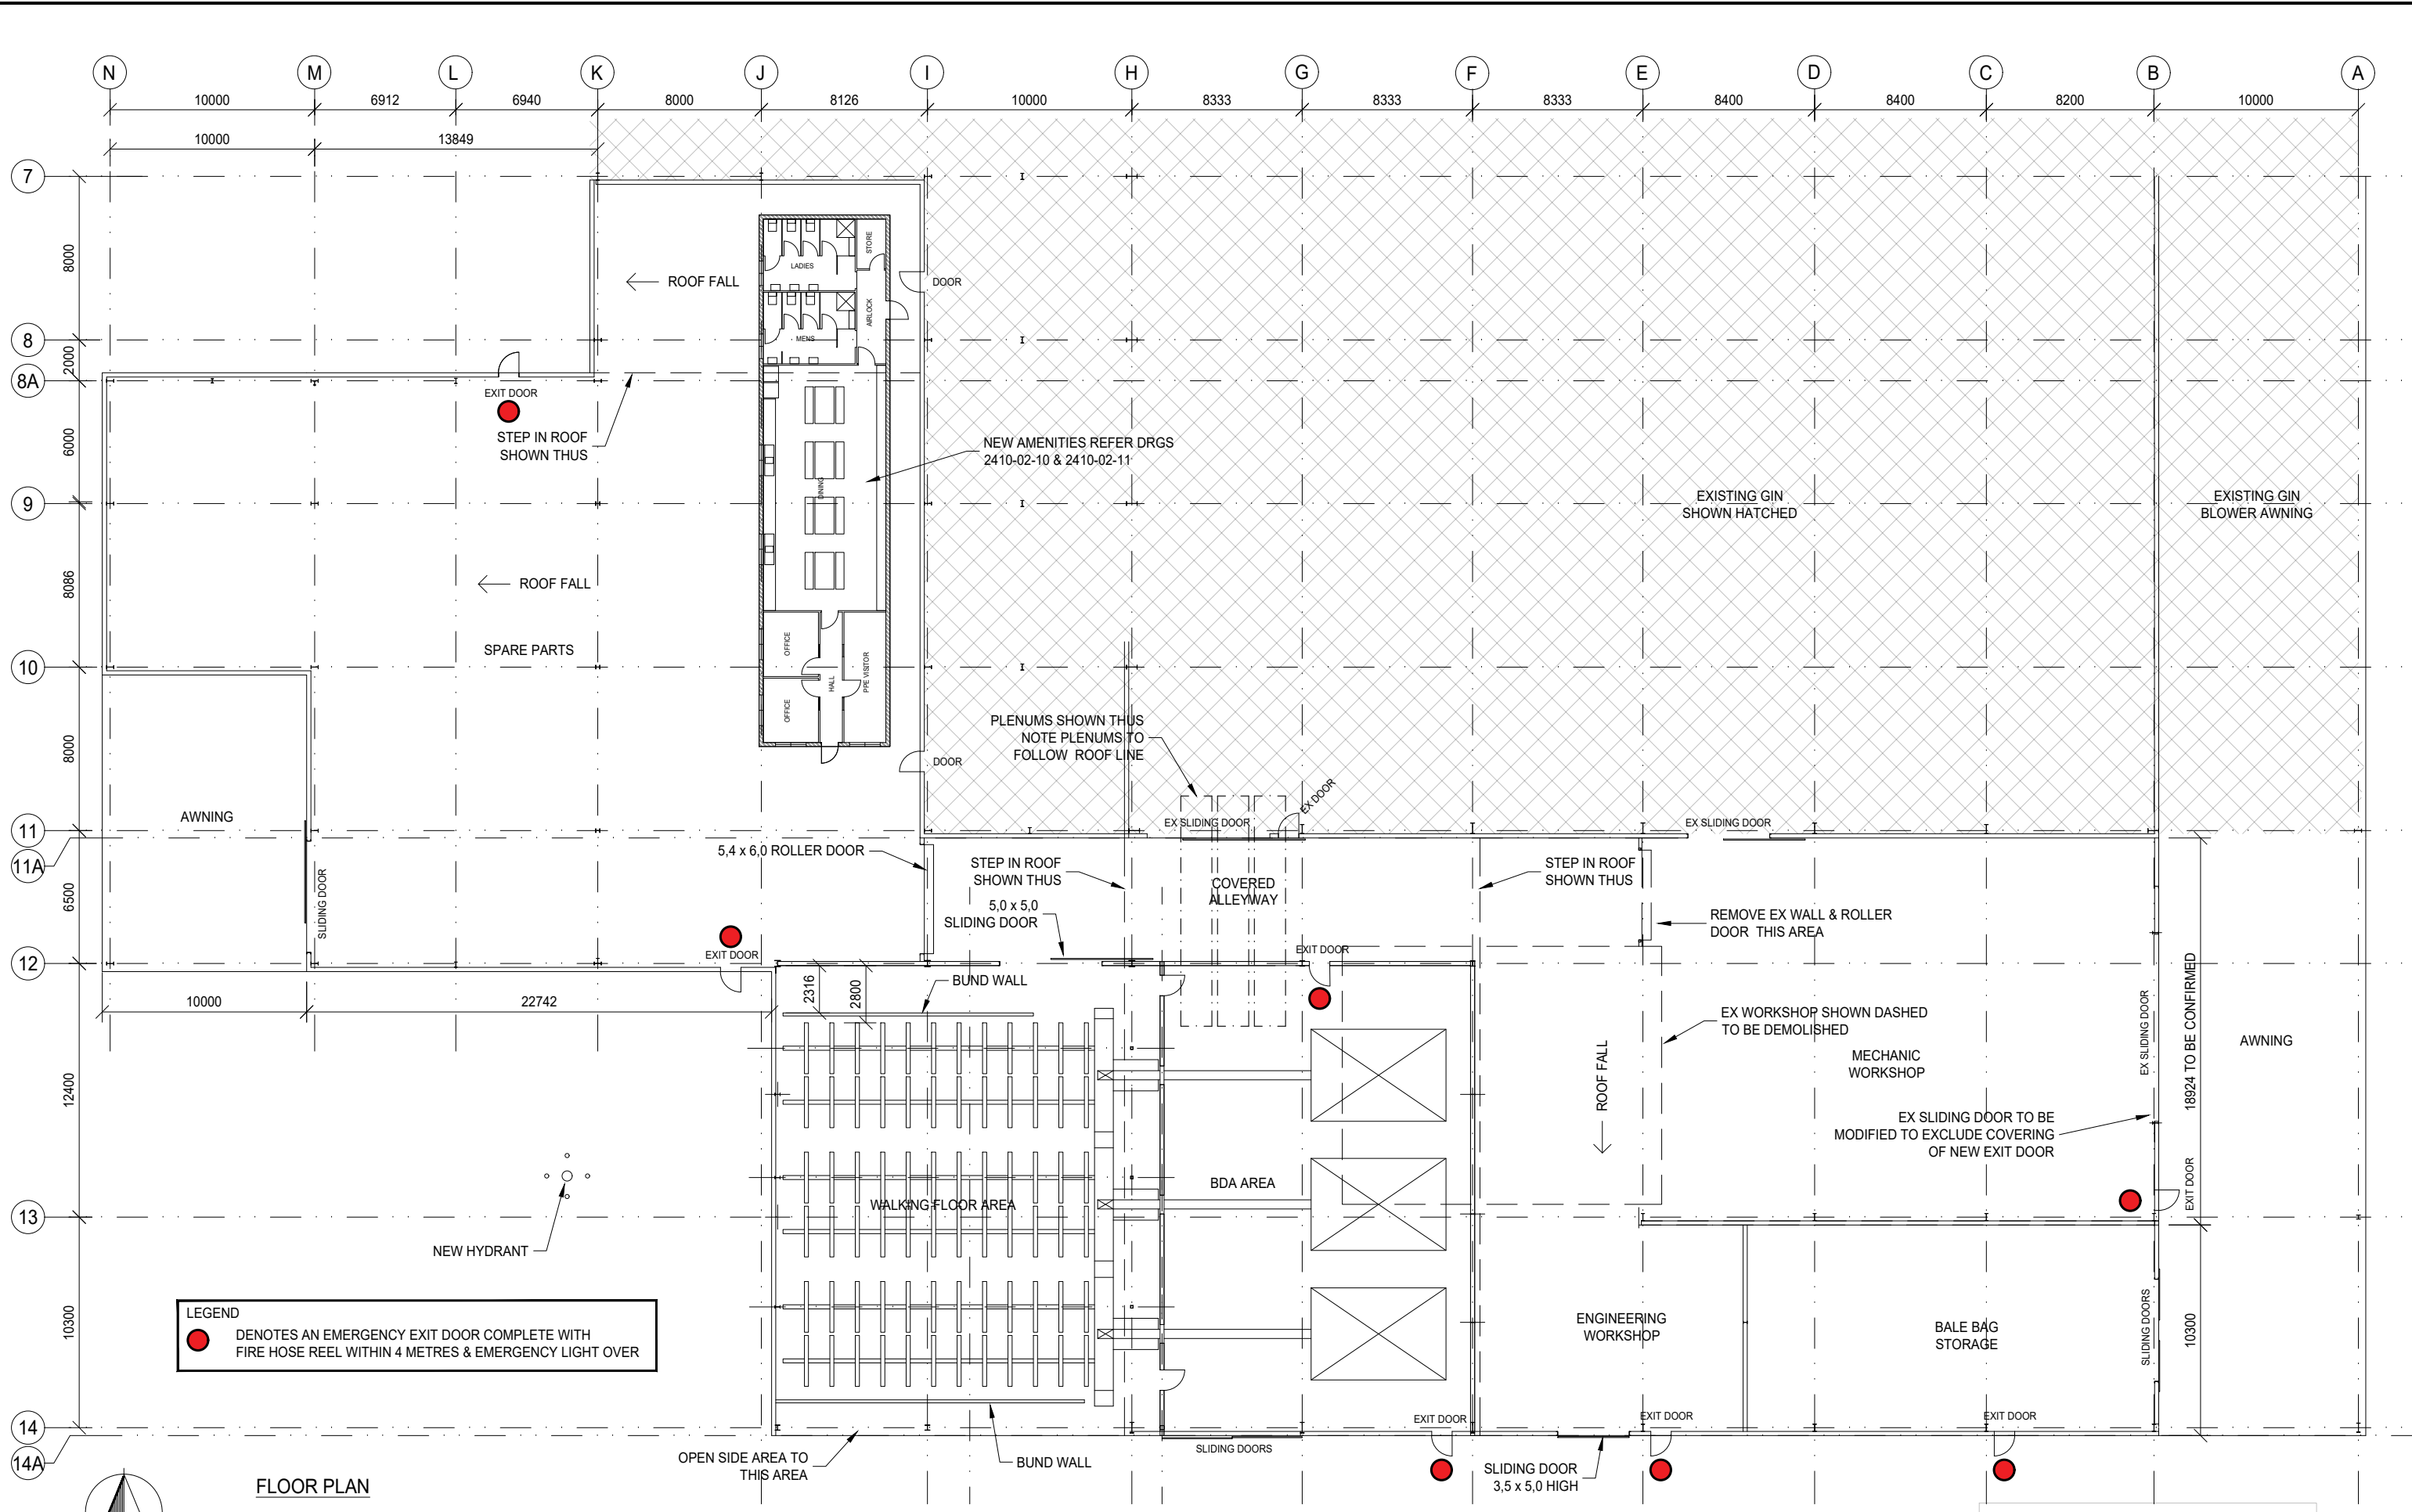 N
M
L
K
J
I
H
G
F
E
D
C
B
A
10000
6912
6940
8000
8126
10000
8333
8333
8333
8400
8400
8200
10000
10000
13849
7
8
8A
9
10
11
11A
12
13
14
14A
8000
2000
6000
8086
8000
6500
12400
10300
ROOF FALL
LADIES
STORE
AIRLOCK
MENS
DOOR
EXIT DOOR
STEP IN ROOF
SHOWN THUS
NEW AMENITIES REFER DRGS
2410-02-10 & 2410-02-11
DINING
EXISTING GIN
SHOWN HATCHED
EXISTING GIN
BLOWER AWNING
ROOF FALL
SPARE PARTS
OFFICE
OFFICE
HALL
PPE VISITOR
PLENUMS SHOWN THUS
NOTE PLENUMS TO
FOLLOW ROOF LINE
DOOR
AWNING
EX DOOR
EX SLIDING DOOR
EX SLIDING DOOR
5,4 x 6,0 ROLLER DOOR
STEP IN ROOF
SHOWN THUS
COVERED
ALLEYWAY
STEP IN ROOF
SHOWN THUS
5,0 x 5,0
SLIDING DOOR
SLIDING DOOR
REMOVE EX WALL & ROLLER
DOOR THIS AREA
EXIT DOOR
EXIT DOOR
10000
22742
2316
2800
BUND WALL
EX WORKSHOP SHOWN DASHED
TO BE DEMOLISHED
MECHANIC
WORKSHOP
EX SLIDING DOOR
18924 TO BE CONFIRMED
AWNING
ROOF FALL
EX SLIDING DOOR TO BE
MODIFIED TO EXCLUDE COVERING
OF NEW EXIT DOOR
EXIT DOOR
BDA AREA
WALKING FLOOR AREA
NEW HYDRANT
LEGEND
DENOTES AN EMERGENCY EXIT DOOR COMPLETE WITH
FIRE HOSE REEL WITHIN 4 METRES & EMERGENCY LIGHT OVER
ENGINEERING
WORKSHOP
BALE BAG
STORAGE
SLIDING DOORS
10300
EXIT DOOR
EXIT DOOR
EXIT DOOR
SLIDING DOORS
OPEN SIDE AREA TO
THIS AREA
BUND WALL
SLIDING DOOR
3,5 x 5,0 HIGH
FLOOR PLAN